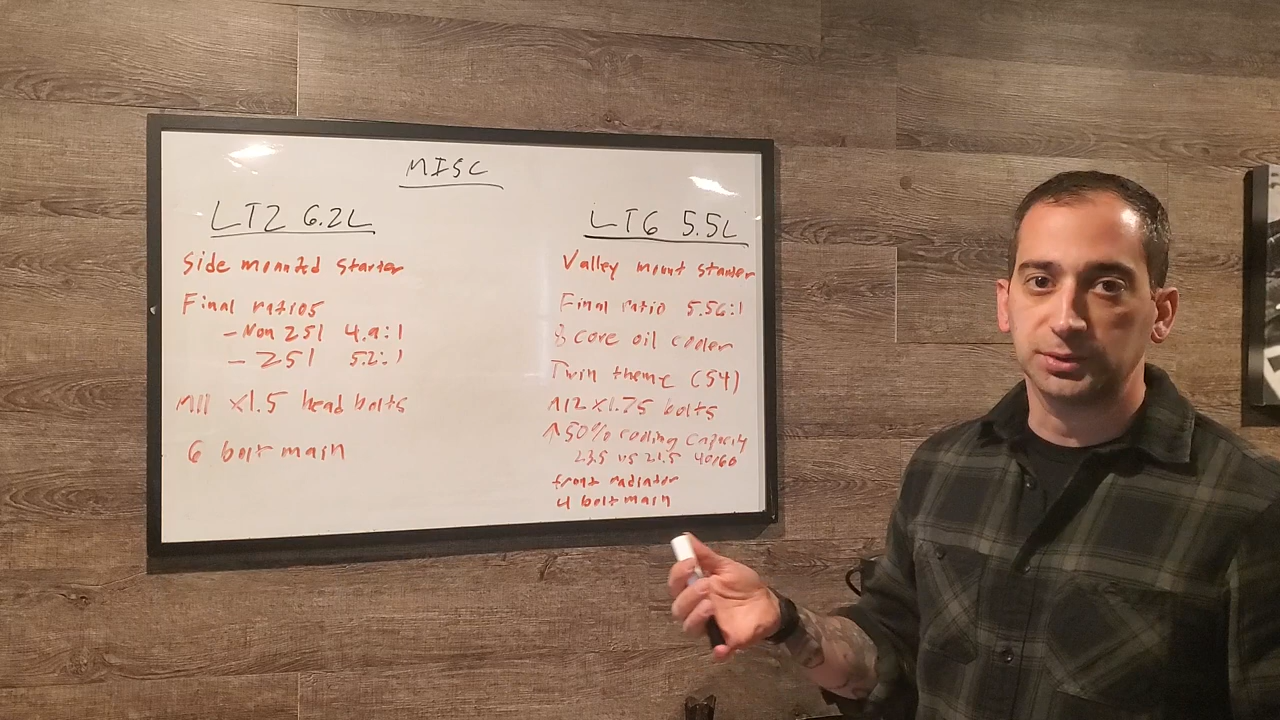 MISC
LT2 6.2L
Side mounted starter
Final ratios
- Non Z51 4.9:1
- Z51 5.2:1
M11 x1.5 head bolts
6 bolt main
LT6 5.5L
Valley mount starter
Final ratio 5.56:1
8 core oil cooler
Twin theme (54)
M12x1.75 bolts
↑50% cooling capacity
23.5 vs 21.5 40/60
front radiator
4 bolt main